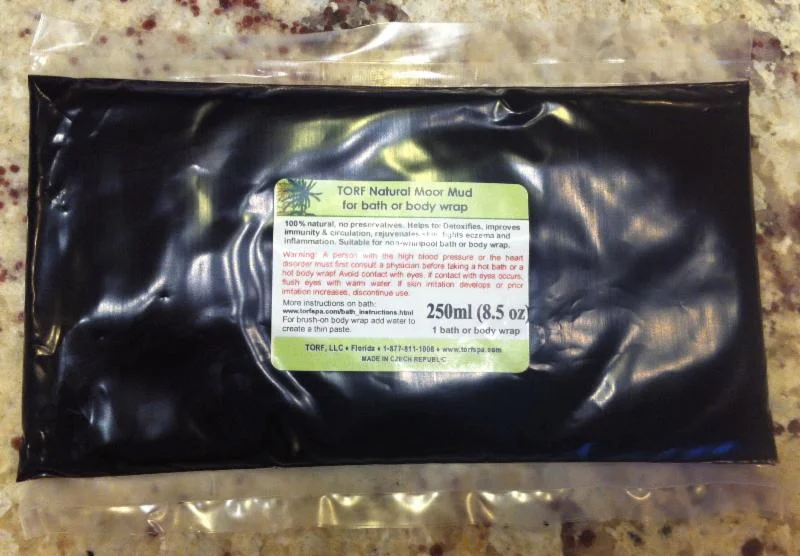 TORF Natural Moor Mud
for bath or body wrap
100% natural, no preservatives. Helps to: Detoxifies, improves
immunity & circulation, rejuvenates skin, fights eczema and
inflammation. Suitable for non-whirlpool bath or body wrap.
Warning: A person with the high blood pressure or the heart
disorder must first consult a physician before taking a hot bath or a
hot body wrap! Avoid contact with eyes. If contact with eyes occurs,
flush eyes with warm water. If skin irritation develops or prior
irritation increases, discontinue use.
More instructions on bath:
www.torfspa.com/bath_instructions.html
For brush-on body wrap add water to
create a thin paste.
250ml (8.5 oz)
1 bath or body wrap
TORF, LLC ♦ Florida ♦ 1-877-811-1008 ♦ www.torfspa.com
MADE IN CZECH REPUBLIC